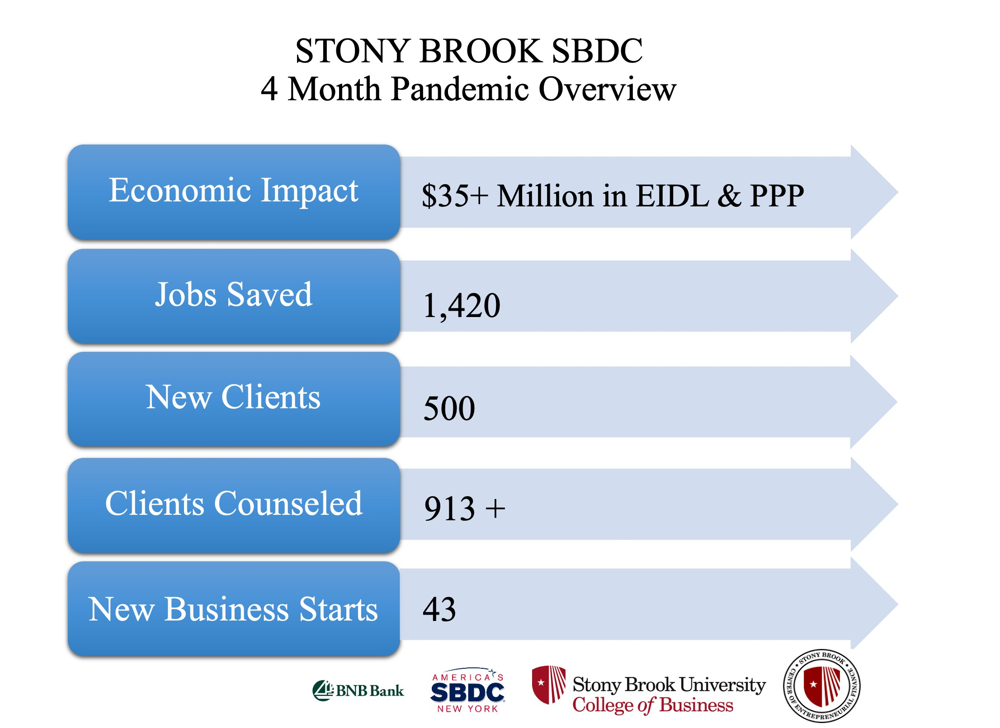 STONY BROOK SBDC
4 Month Pandemic Overview
Economic Impact
$35+ Million in EIDL & PPP
Jobs Saved
1,420
New Clients
500
Clients Counseled
913 +
New Business Starts
43
BNB Bank
AMERICA'S
SBDC
NEW YORK
Stony Brook University
College of Business
• STONY BROOK •
CENTER OF ENTREPRENEURIAL FINANCE